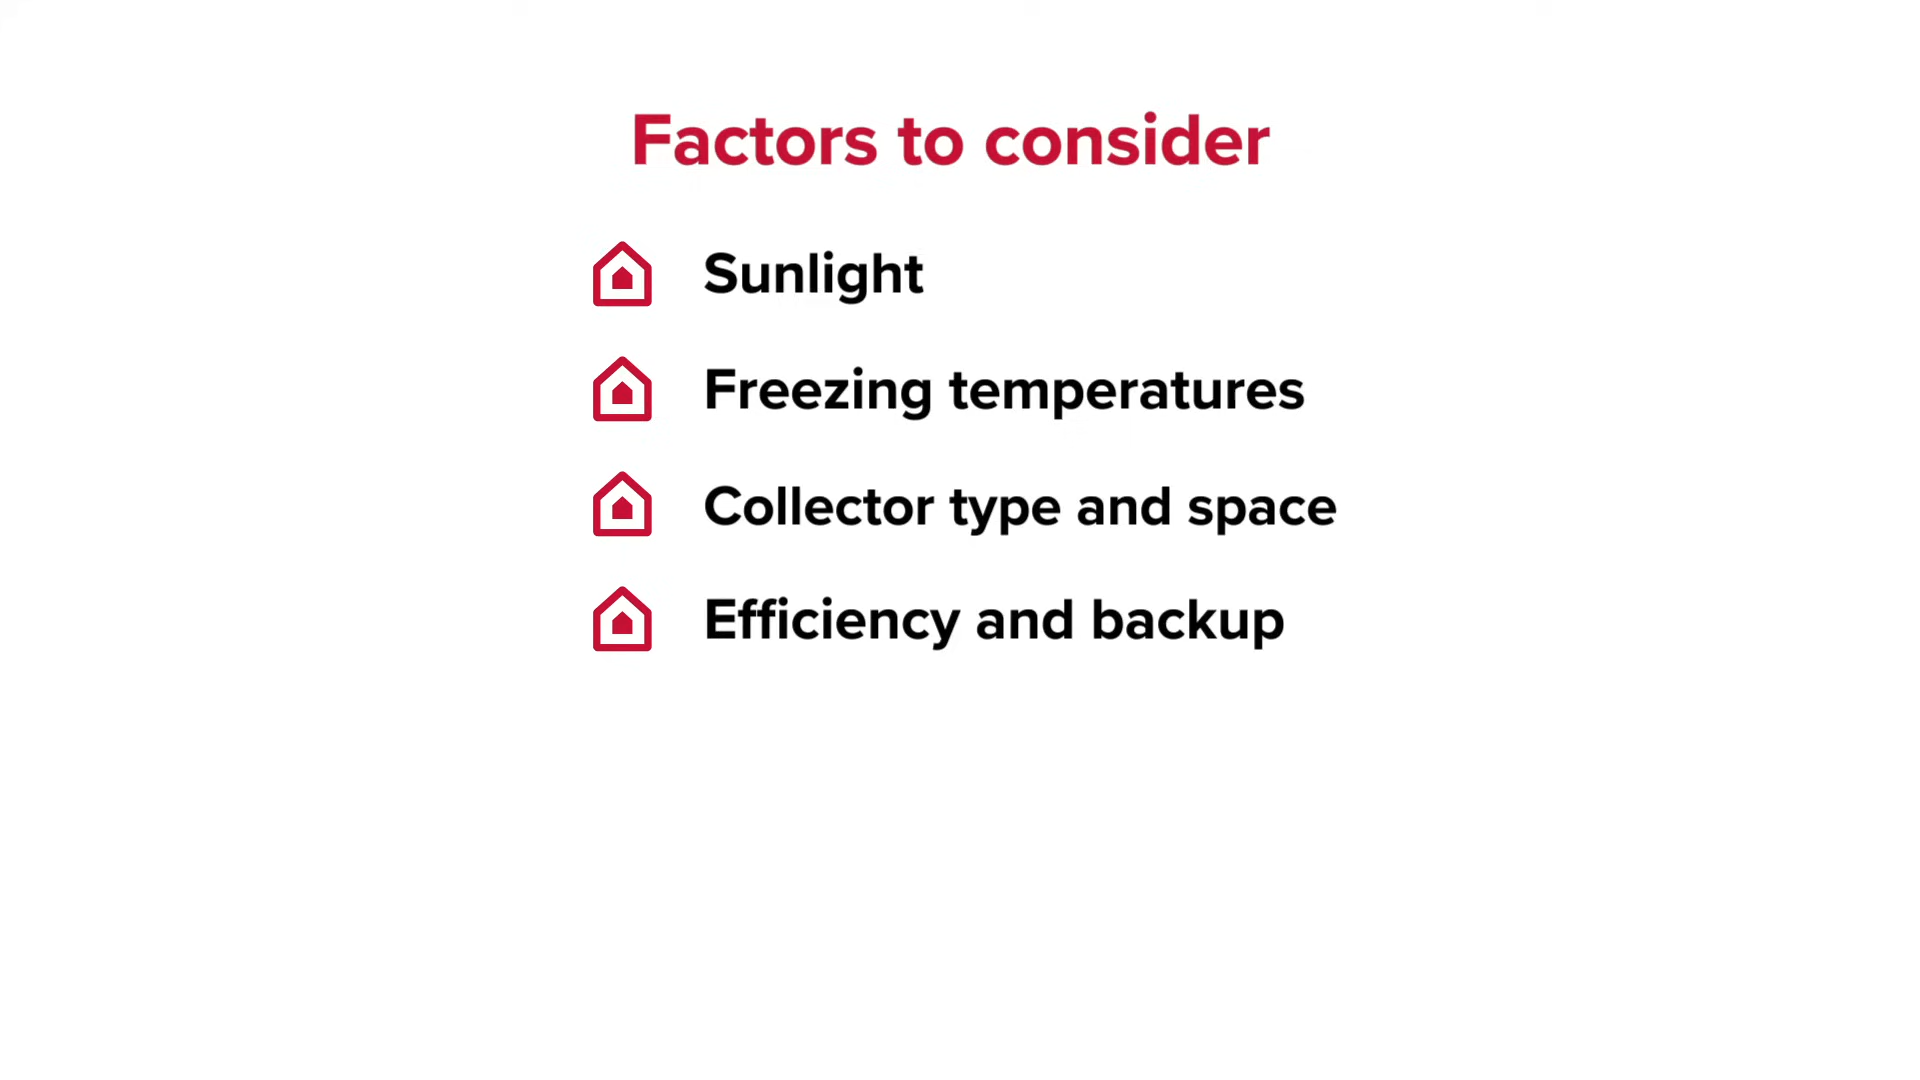 Factors to consider
Sunlight
Freezing temperatures
Collector type and space
Efficiency and backup